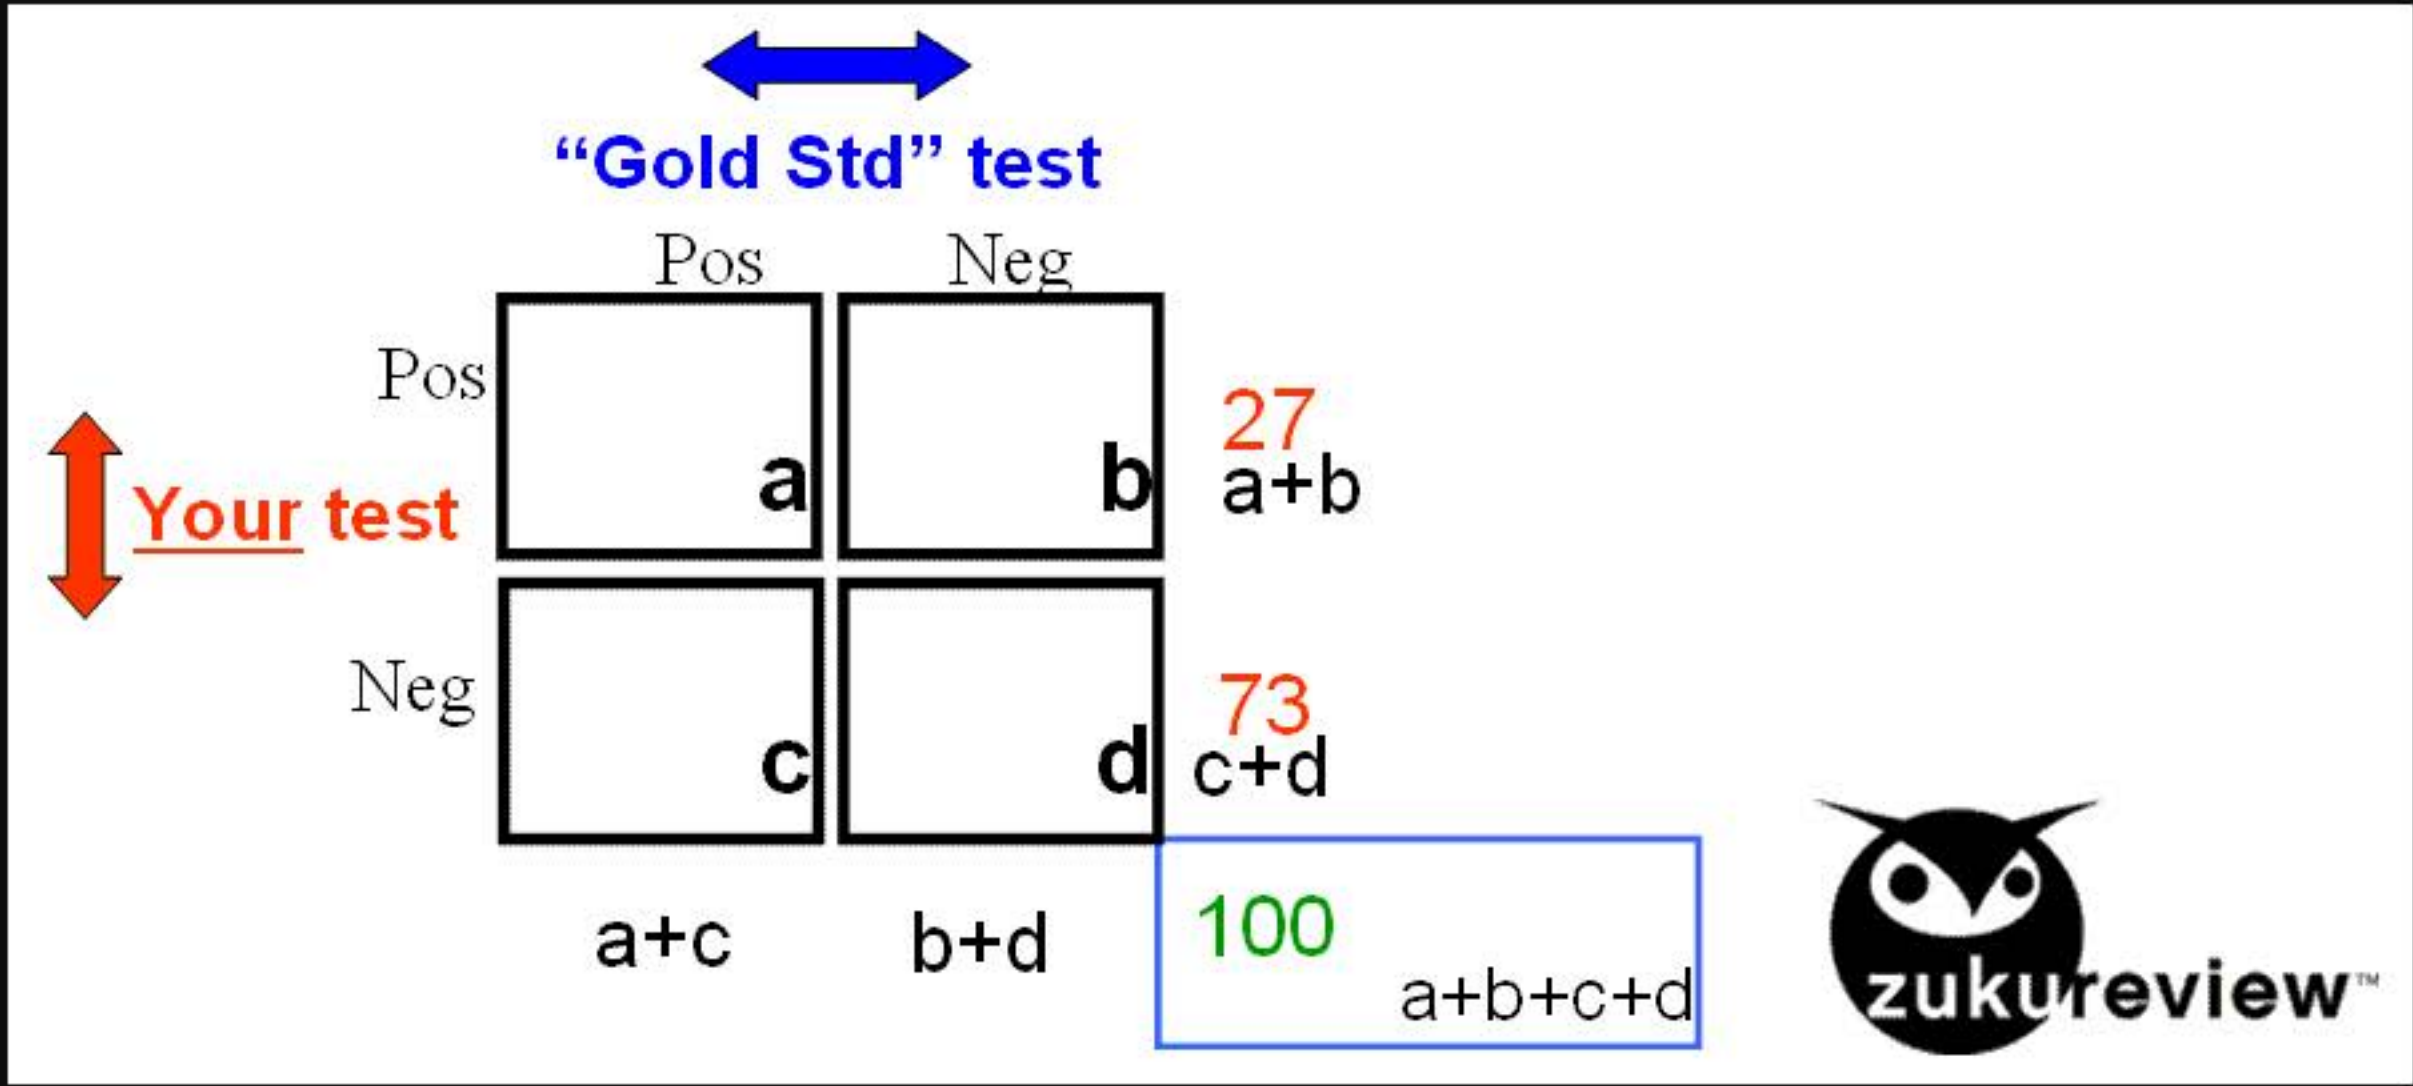 “Gold Std” test
Pos Neg
Pos
27
a b a+b
Your test
Neg
73
c d c+d
100
a+c b+d
a+b+c+d
zukureview™